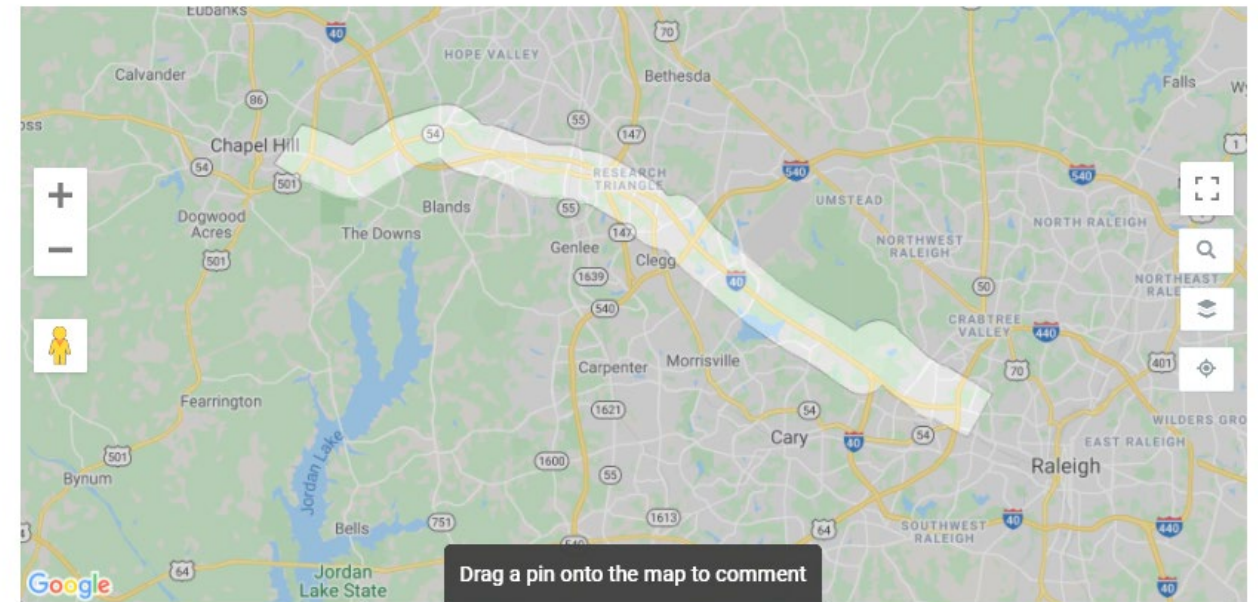 EUBANKS
40
70
HOPE VALLEY
Calvander
Bethesda
Falls
86
55
54
147
1
Chapel Hill
54
501
RESEARCH
TRIANGLE
540
540
UMSTEAD
Blands
55
Dogwood
Acres
The Downs
147
NORTH RALEIGH
NORTHWEST
RALEIGH
Genlee
Clegg
501
1639
40
50
NORTHEAST
540
CRABTREE
VALLEY
440
Carpenter
Morrisville
70
401
Fearrington
1621
54
WILDERS GRO
Cary
40
54
EAST RALEIGH
501
1600
55
Raleigh
Bynum
Jordan Lake
Bells
751
1613
64
SOUTHWEST
RALEIGH
40
440
64
Jordan
Lake State
Drag a pin onto the map to comment
40
Google